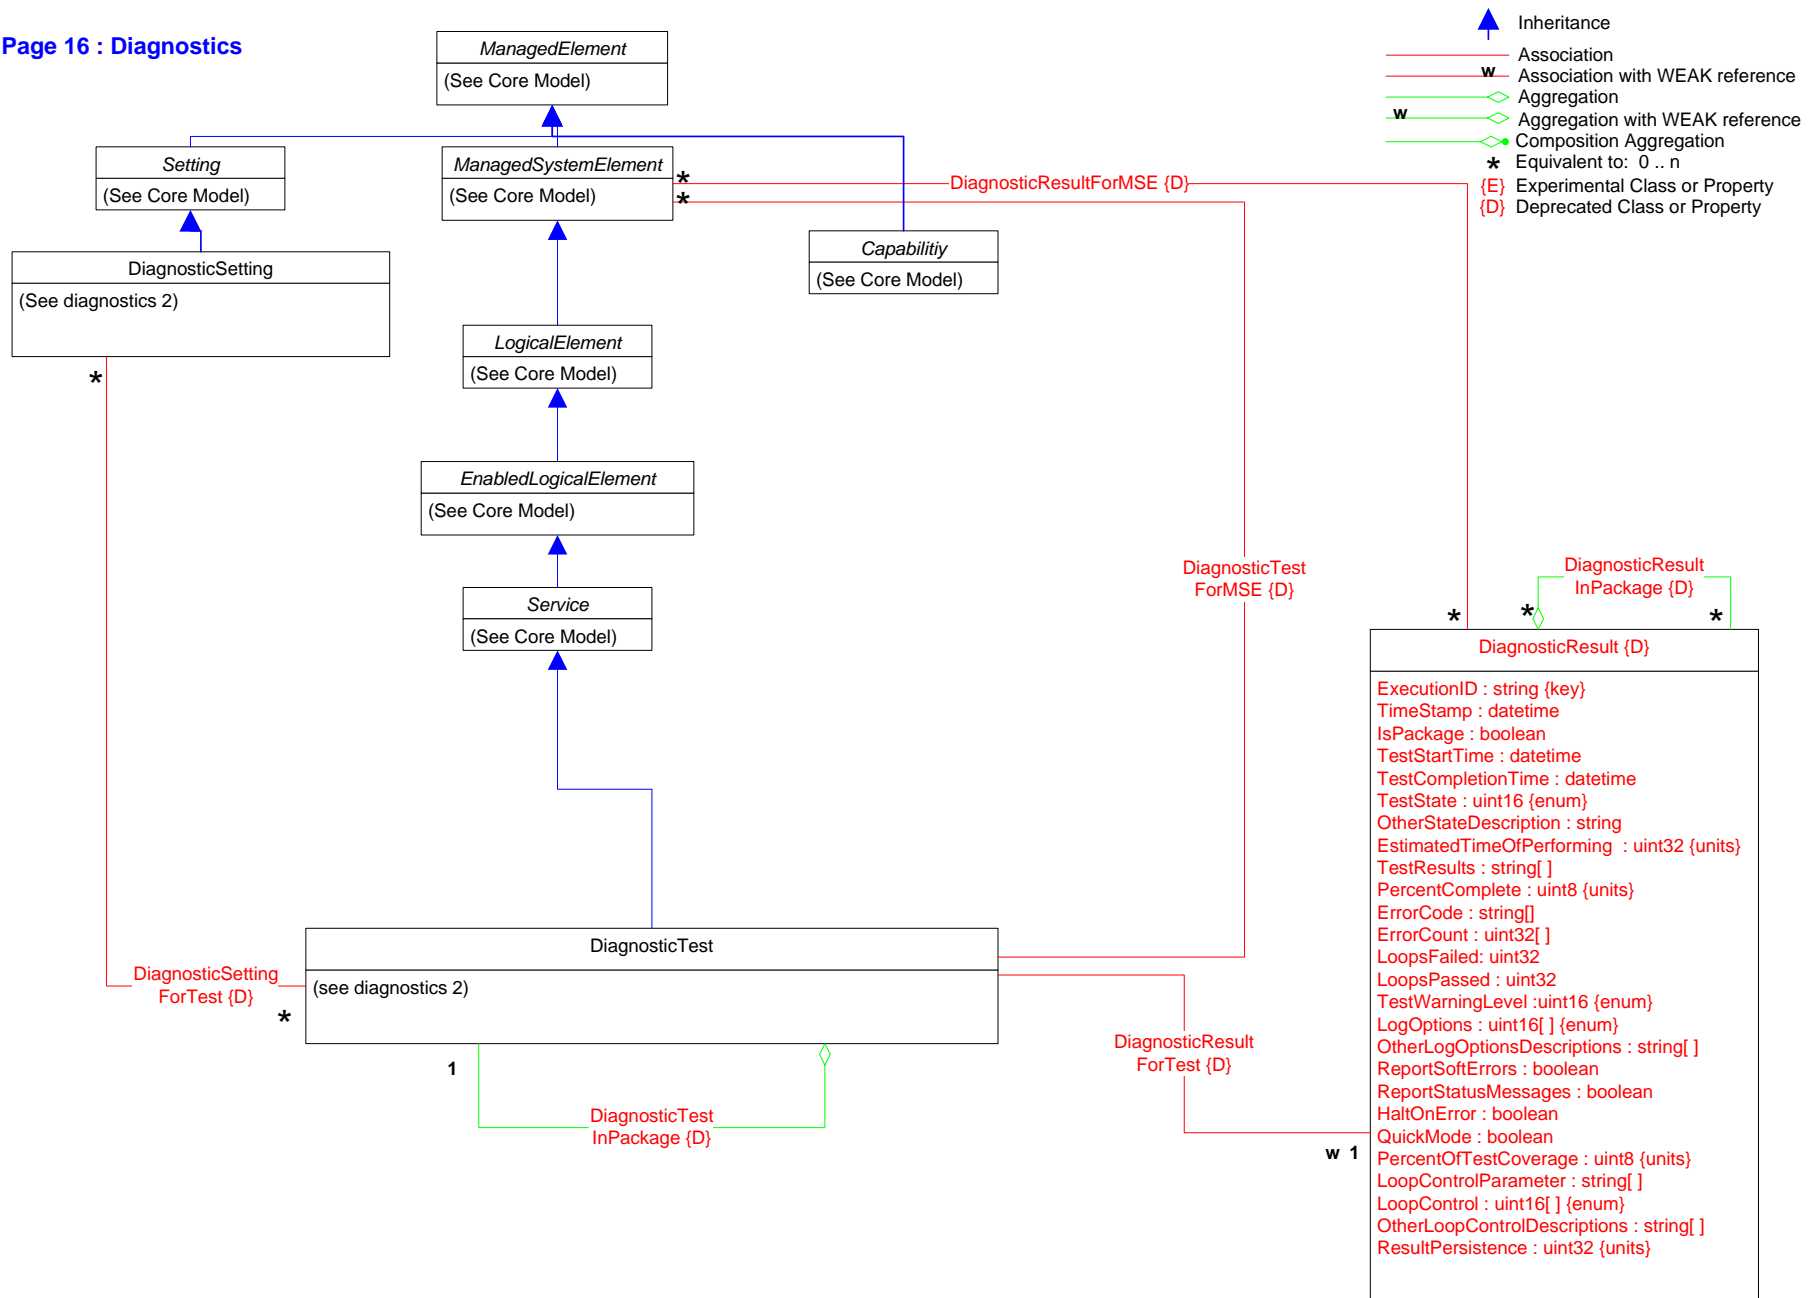 Page 16 : Diagnostics
Inheritance
Association
w
Association with WEAK reference
Aggregation
w
Aggregation with WEAK reference
Composition Aggregation
* Equivalent to: 0 .. n
{E} Experimental Class or Property
{D} Deprecated Class or Property
ManagedElement
(See Core Model)
Setting
(See Core Model)
ManagedSystemElement
(See Core Model)
*
*
DiagnosticResultForMSE {D}
Capabilitiy
(See Core Model)
DiagnosticSetting
(See diagnostics 2)
*
LogicalElement
(See Core Model)
EnabledLogicalElement
(See Core Model)
Service
(See Core Model)
DiagnosticTest
ForMSE {D}
DiagnosticResult
InPackage {D}
*
*
*
DiagnosticResult {D}
ExecutionID : string {key}
TimeStamp : datetime
IsPackage : boolean
TestStartTime : datetime
TestCompletionTime : datetime
TestState : uint16 {enum}
OtherStateDescription : string
EstimatedTimeOfPerforming : uint32 {units}
TestResults : string[ ]
PercentComplete : uint8 {units}
ErrorCode : string[]
ErrorCount : uint32[ ]
LoopsFailed: uint32
LoopsPassed : uint32
TestWarningLevel :uint16 {enum}
LogOptions : uint16[ ] {enum}
OtherLogOptionsDescriptions : string[ ]
ReportSoftErrors : boolean
ReportStatusMessages : boolean
HaltOnError : boolean
QuickMode : boolean
PercentOfTestCoverage : uint8 {units}
LoopControlParameter : string[ ]
LoopControl : uint16[ ] {enum}
OtherLoopControlDescriptions : string[ ]
ResultPersistence : uint32 {units}
DiagnosticTest
(see diagnostics 2)
DiagnosticSetting
ForTest {D}
*
1
DiagnosticTest
InPackage {D}
DiagnosticResult
ForTest {D}
w 1